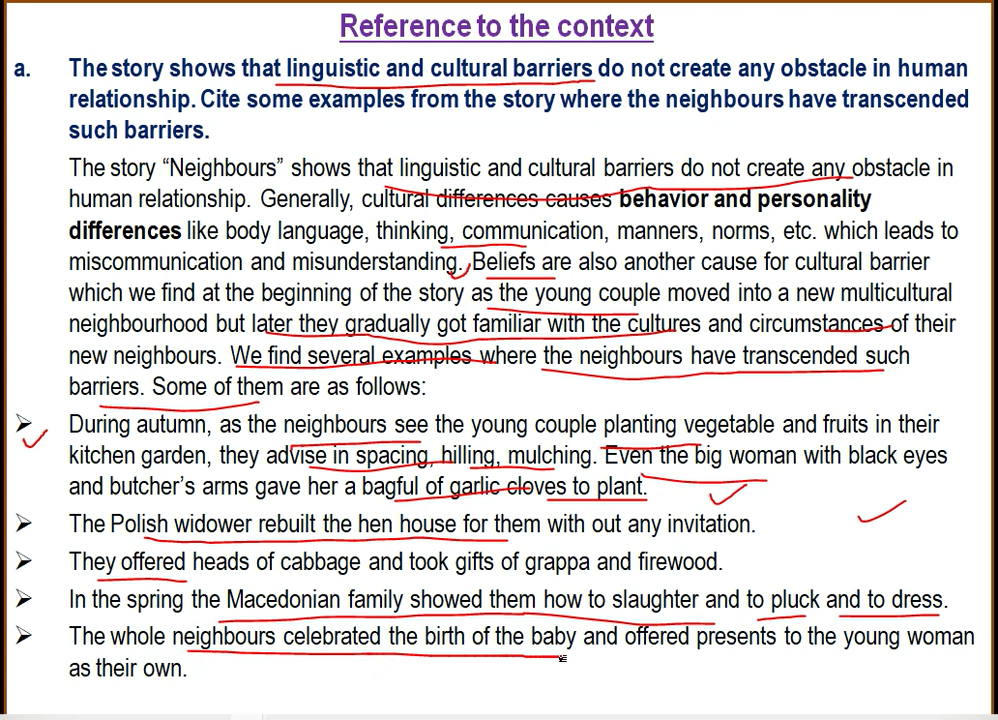 Reference to the context
a. The story shows that linguistic and cultural barriers do not create any obstacle in human
relationship. Cite some examples from the story where the neighbours have transcended
such barriers.
The story “Neighbours” shows that linguistic and cultural barriers do not create any obstacle in
human relationship. Generally, cultural differences causes behavior and personality
differences like body language, thinking, communication, manners, norms, etc. which leads to
miscommunication and misunderstanding. Beliefs are also another cause for cultural barrier
which we find at the beginning of the story as the young couple moved into a new multicultural
neighbourhood but later they gradually got familiar with the cultures and circumstances of their
new neighbours. We find several examples where the neighbours have transcended such
barriers. Some of them are as follows:
➢ During autumn, as the neighbours see the young couple planting vegetable and fruits in their
kitchen garden, they advise in spacing, hilling, mulching. Even the big woman with black eyes
and butcher’s arms gave her a bagful of garlic cloves to plant.
➢ The Polish widower rebuilt the hen house for them with out any invitation.
➢ They offered heads of cabbage and took gifts of grappa and firewood.
➢ In the spring the Macedonian family showed them how to slaughter and to pluck and to dress.
➢ The whole neighbours celebrated the birth of the baby and offered presents to the young woman
as their own.